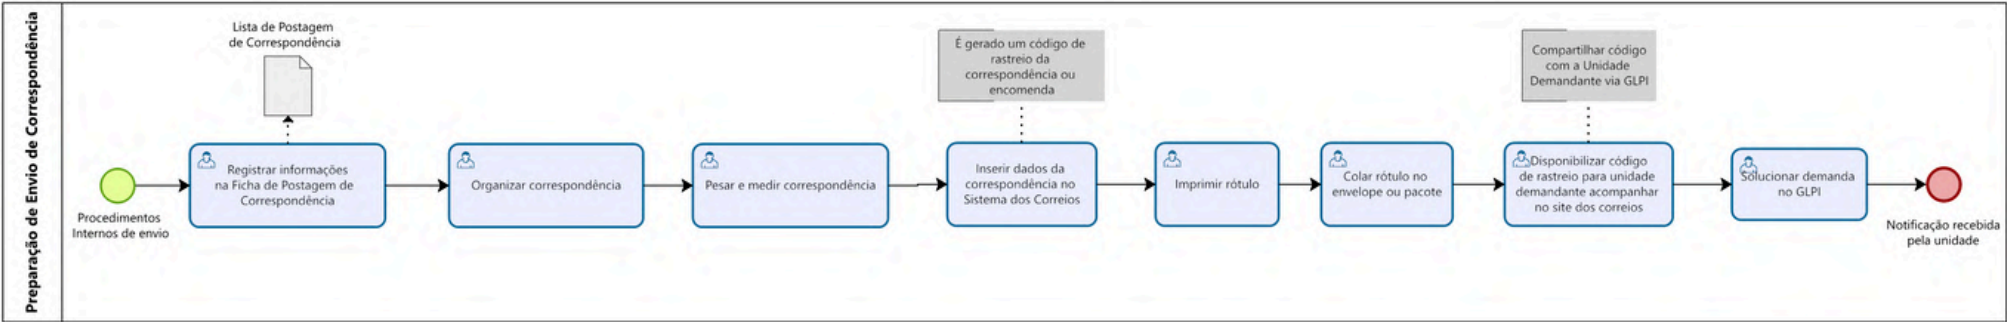 Preparação de Envio de Correspondência
Procedimentos
Internos de envio
Lista de Postagem
de Correspondência
Registrar informações
na Ficha de Postagem de
Correspondência
Organizar correspondência
Pesar e medir correspondência
É gerado um código de
rastreio da
correspondência ou
encomenda
Inserir dados da
correspondência no
Sistema dos Correios
Imprimir rótulo
Colar rótulo no
envelope ou pacote
Compartilhar código
com a Unidade
Demandante via GLPI
Disponibilizar código
de rastreio para unidade
demandante acompanhar
no site dos correios
Solucionar demanda
no GLPI
Notificação recebida
pela unidade